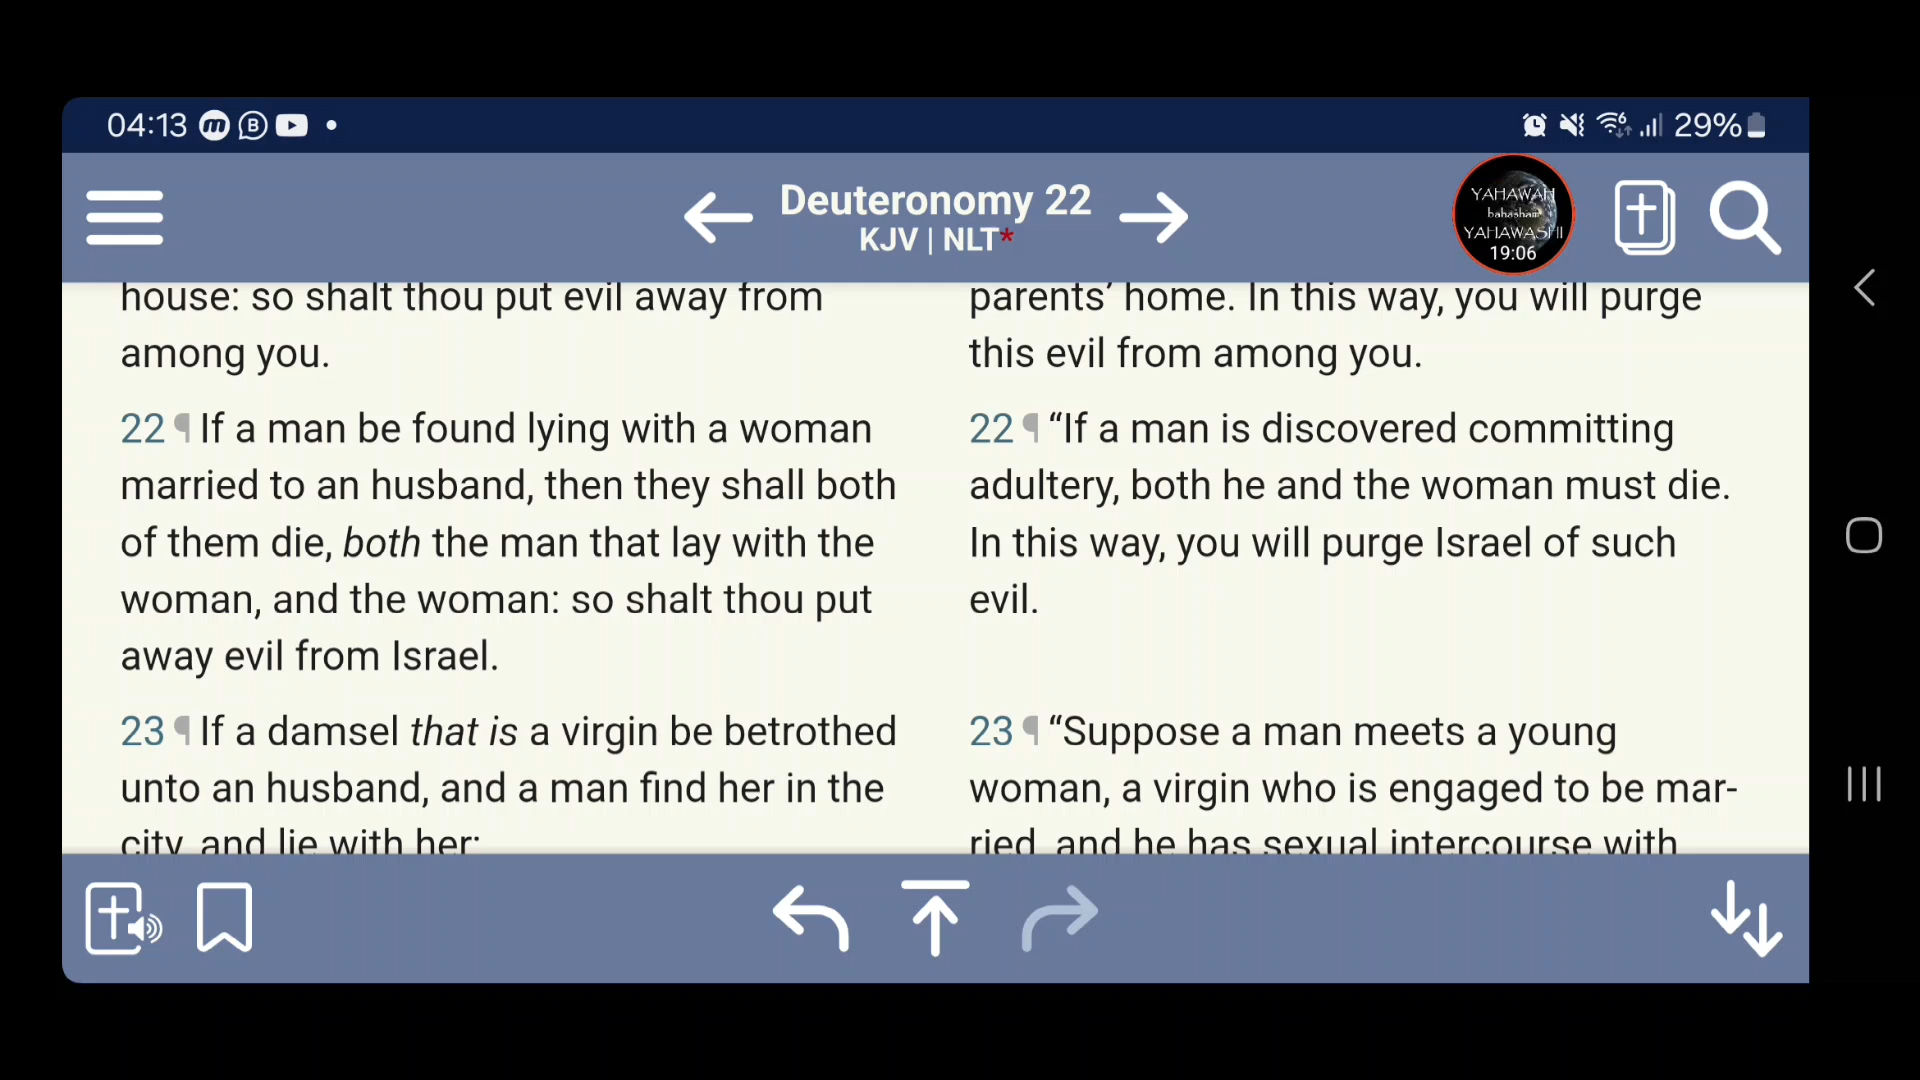 04:13
29%
Deuteronomy 22
KJV | NLT*
YAHAWAH
bahasham
YAHAWASHI
19:06
house: so shalt thou put evil away from
among you.
22 ¶ If a man be found lying with a woman
married to an husband, then they shall both
of them die, both the man that lay with the
woman, and the woman: so shalt thou put
away evil from Israel.
23 ¶ If a damsel that is a virgin be betrothed
unto an husband, and a man find her in the
city, and lie with her;
parents’ home. In this way, you will purge
this evil from among you.
22 ¶ “If a man is discovered committing
adultery, both he and the woman must die.
In this way, you will purge Israel of such
evil.
23 ¶ “Suppose a man meets a young
woman, a virgin who is engaged to be mar-
ried, and he has sexual intercourse with